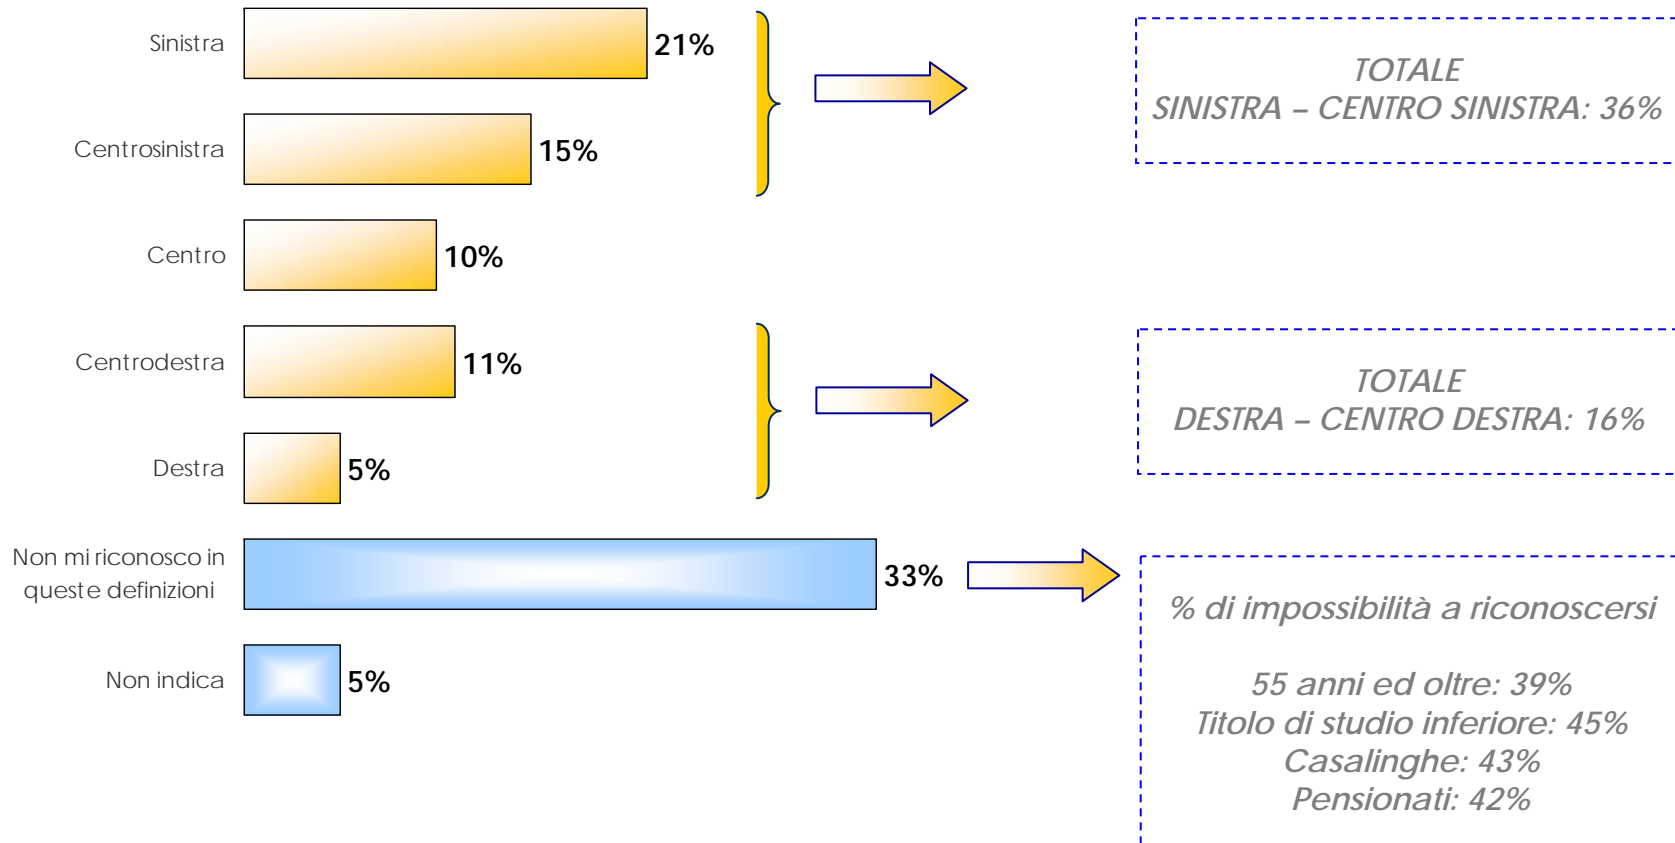 Sinistra
21%
TOTALE
SINISTRA – CENTRO SINISTRA: 36%
Centrosinistra
15%
Centro
10%
Centrodestra
11%
TOTALE
DESTRA – CENTRO DESTRA: 16%
Destra
5%
Non mi riconosco in
queste definizioni
33%
% di impossibilità a riconoscersi
55 anni ed oltre: 39%
Titolo di studio inferiore: 45%
Casalinghe: 43%
Pensionati: 42%
Non indica
5%